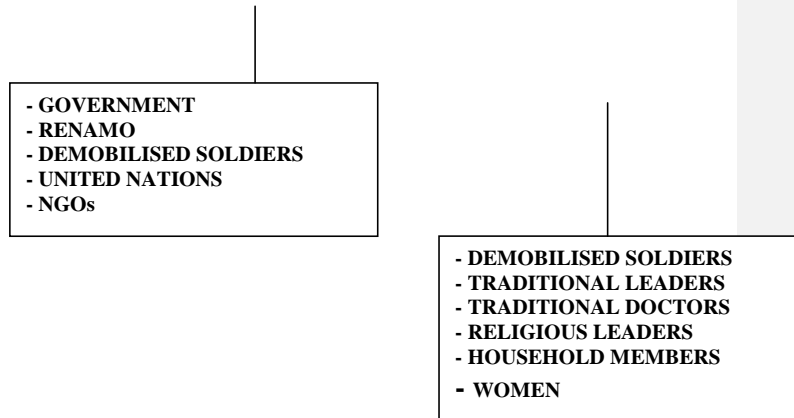 - GOVERNMENT
- RENAMO
- DEMOBILISED SOLDIERS
- UNITED NATIONS
- NGOs
- DEMOBILISED SOLDIERS
- TRADITIONAL LEADERS
- TRADITIONAL DOCTORS
- RELIGIOUS LEADERS
- HOUSEHOLD MEMBERS
- WOMEN